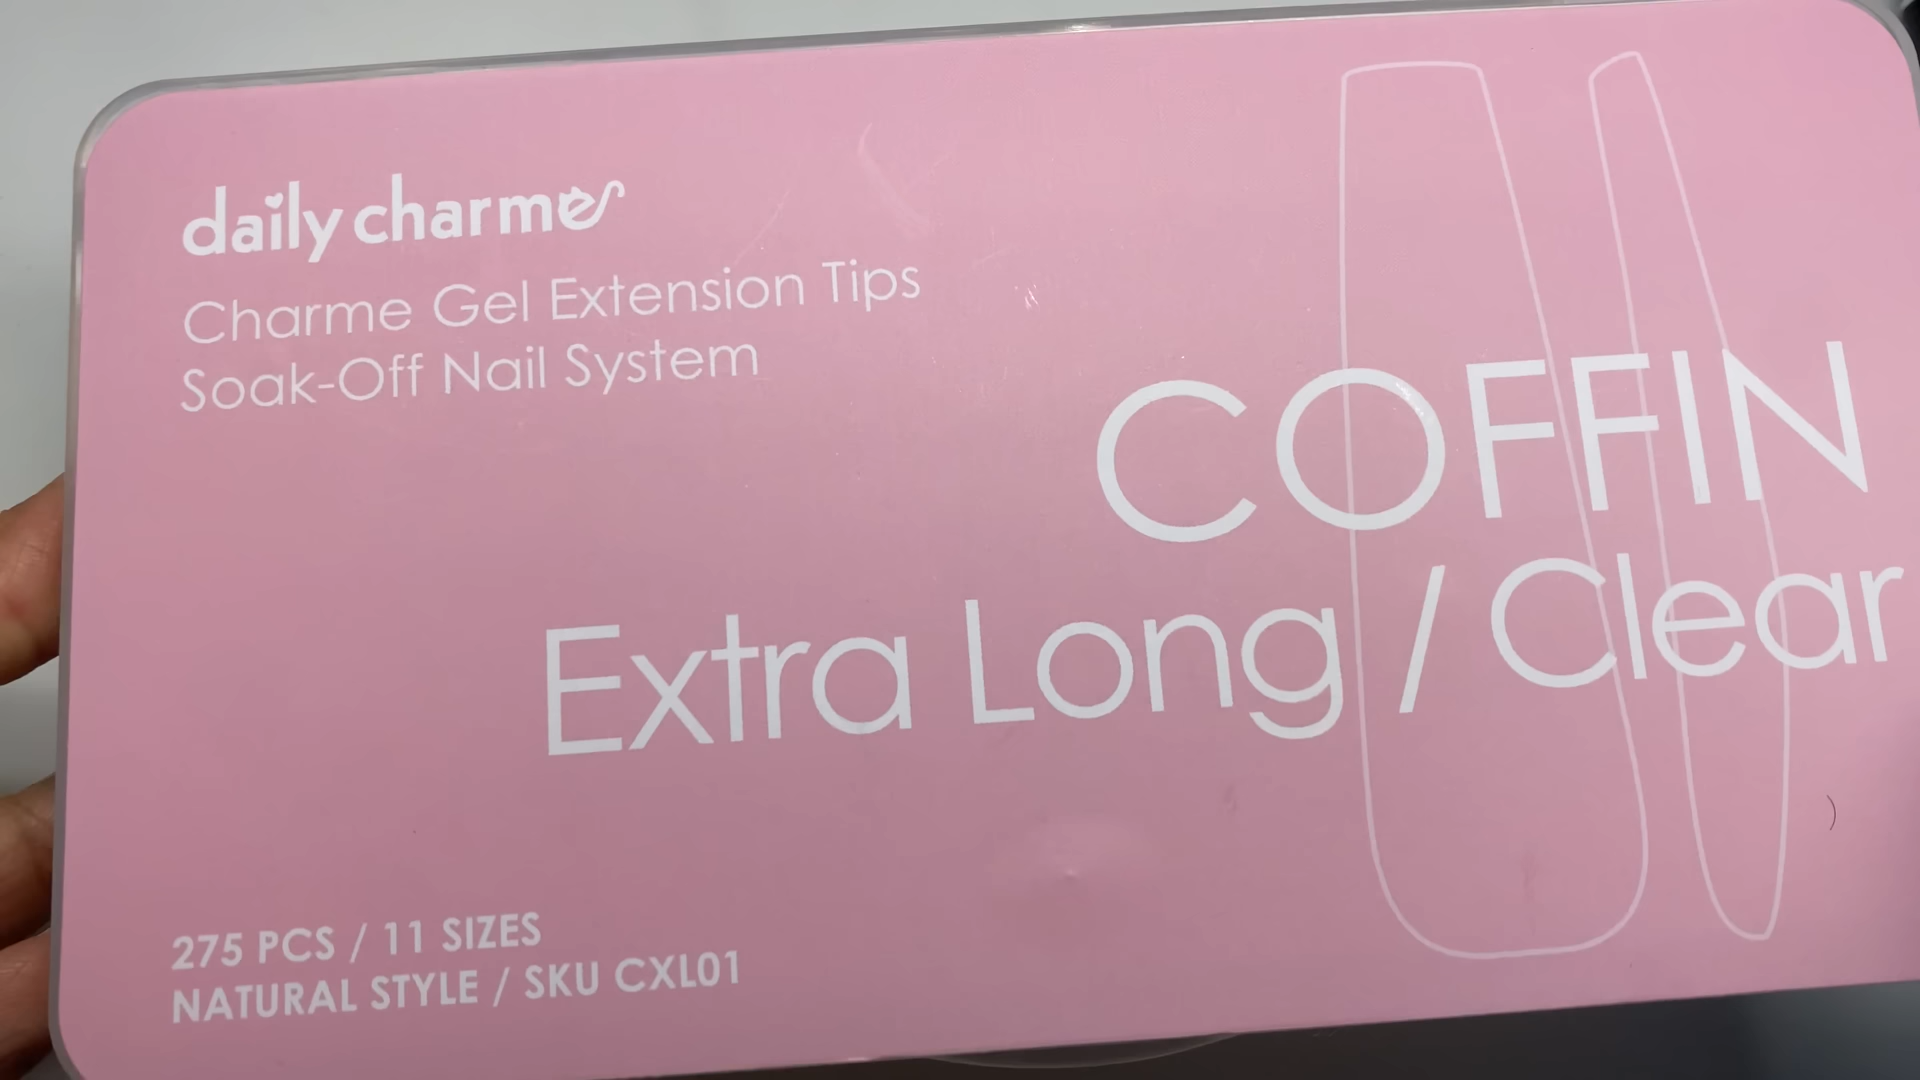 daily charme
Charme Gel Extension Tips
Soak-Off Nail System
COFFIN
Extra Long / Clear
275 PCS / 11 SIZES
NATURAL STYLE / SKU CXL01